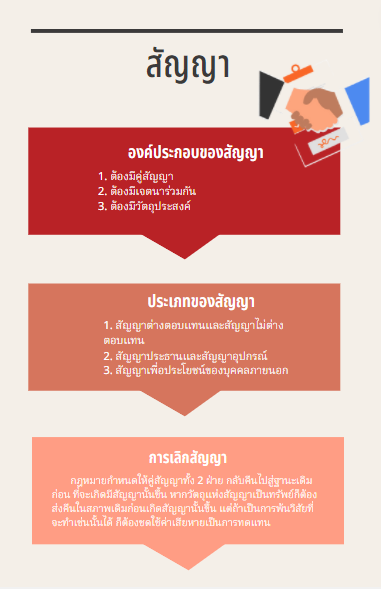 สัญญา
องค์ประกอบของสัญญา
1. ต้องมีคู่สัญญา
2. ต้องมีเจตนาร่วมกัน
3. ต้องมีวัตถุประสงค์
ประเภทของสัญญา
1. สัญญาต่างตอบแทนและสัญญาไม่ต่าง
ตอบแทน
2. สัญญาประธานและสัญญาอุปกรณ์
3. สัญญาเพื่อประโยชน์ของบุคคลภายนอก
การเลิกสัญญา
กฎหมายกำหนดให้คู่สัญญาทั้ง 2 ฝ่าย กลับคืนไปสู่ฐานะเดิม
ก่อน ที่จะเกิดมีสัญญานั้นขึ้น หากวัตถุแห่งสัญญาเป็นทรัพย์ก็ต้อง
ส่งคืนในสภาพเดิมก่อนเกิดสัญญานั้นขึ้น แต่ถ้าเป็นการพ้นวิสัยที่
จะทำเช่นนั้นได้ ก็ต้องชดใช้ค่าเสียหายเป็นการทดแทน